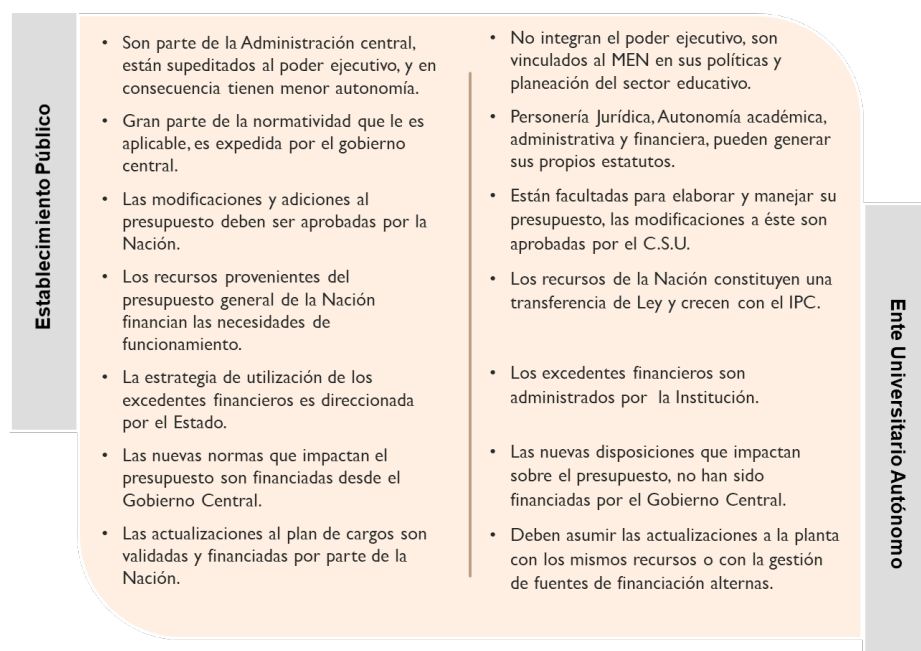 Establecimiento Público
• Son parte de la Administración central,
están supeditados al poder ejecutivo, y en
consecuencia tienen menor autonomía.
• Gran parte de la normatividad que le es
aplicable, es expedida por el gobierno
central.
• Las modificaciones y adiciones al
presupuesto deben ser aprobadas por la
Nación.
• Los recursos provenientes del
presupuesto general de la Nación
financian las necesidades de
funcionamiento.
• La estrategia de utilización de los
excedentes financieros es direccionada
por el Estado.
• Las nuevas normas que impactan el
presupuesto son financiadas desde el
Gobierno Central.
• Las actualizaciones al plan de cargos son
validadas y financiadas por parte de la
Nación.
• No integran el poder ejecutivo, son
vinculados al MEN en sus políticas y
planeación del sector educativo.
• Personería Jurídica, Autonomía académica,
administrativa y financiera, pueden generar
sus propios estatutos.
• Están facultadas para elaborar y manejar su
presupuesto, las modificaciones a éste son
aprobadas por el C.S.U.
• Los recursos de la Nación constituyen una
transferencia de Ley y crecen con el IPC.
• Los excedentes financieros son
administrados por la Institución.
• Las nuevas disposiciones que impactan
sobre el presupuesto, no han sido
financiadas por el Gobierno Central.
• Deben asumir las actualizaciones a la planta
con los mismos recursos o con la gestión
de fuentes de financiación alternas.
Ente Universitario Autónomo